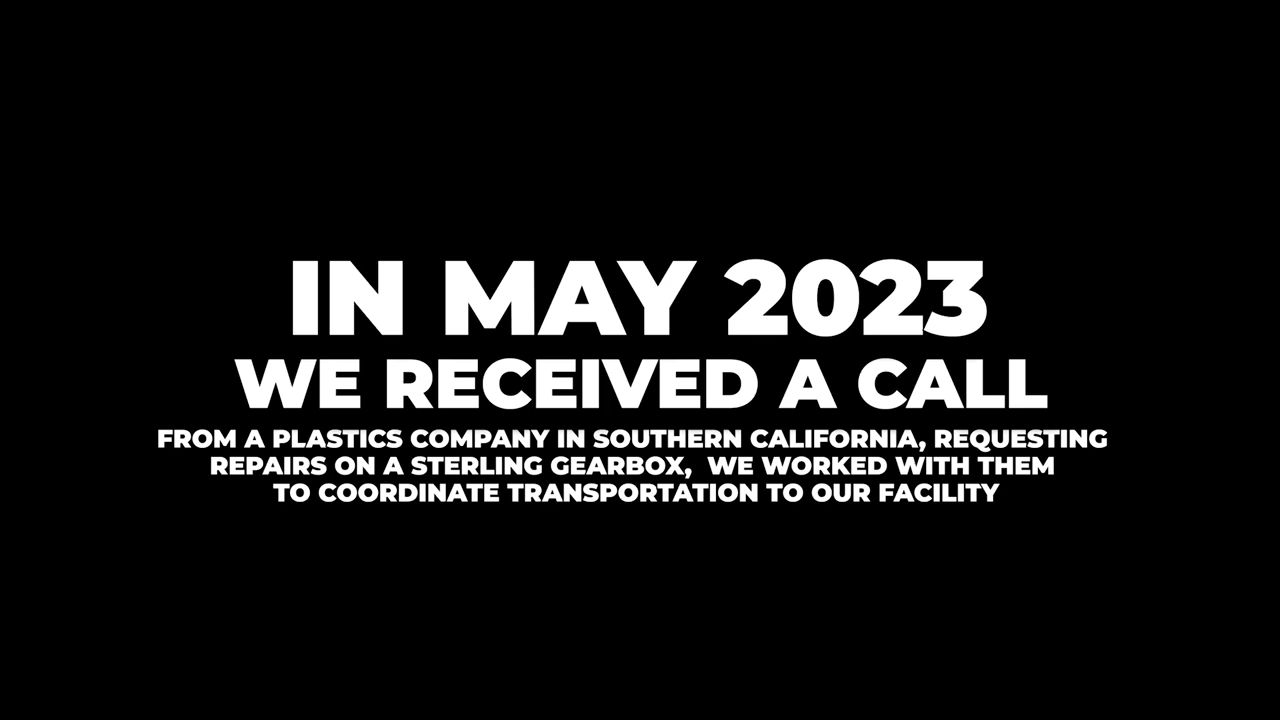 IN MAY 2023
WE RECEIVED A CALL
FROM A PLASTICS COMPANY IN SOUTHERN CALIFORNIA, REQUESTING
REPAIRS ON A STERLING GEARBOX,  WE WORKED WITH THEM
TO COORDINATE TRANSPORTATION TO OUR FACILITY